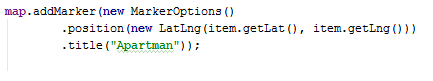 map.addMarker(new MarkerOptions()
.position(new LatLng(item.getLat(), item.getLng()))
.title("Apartman"));